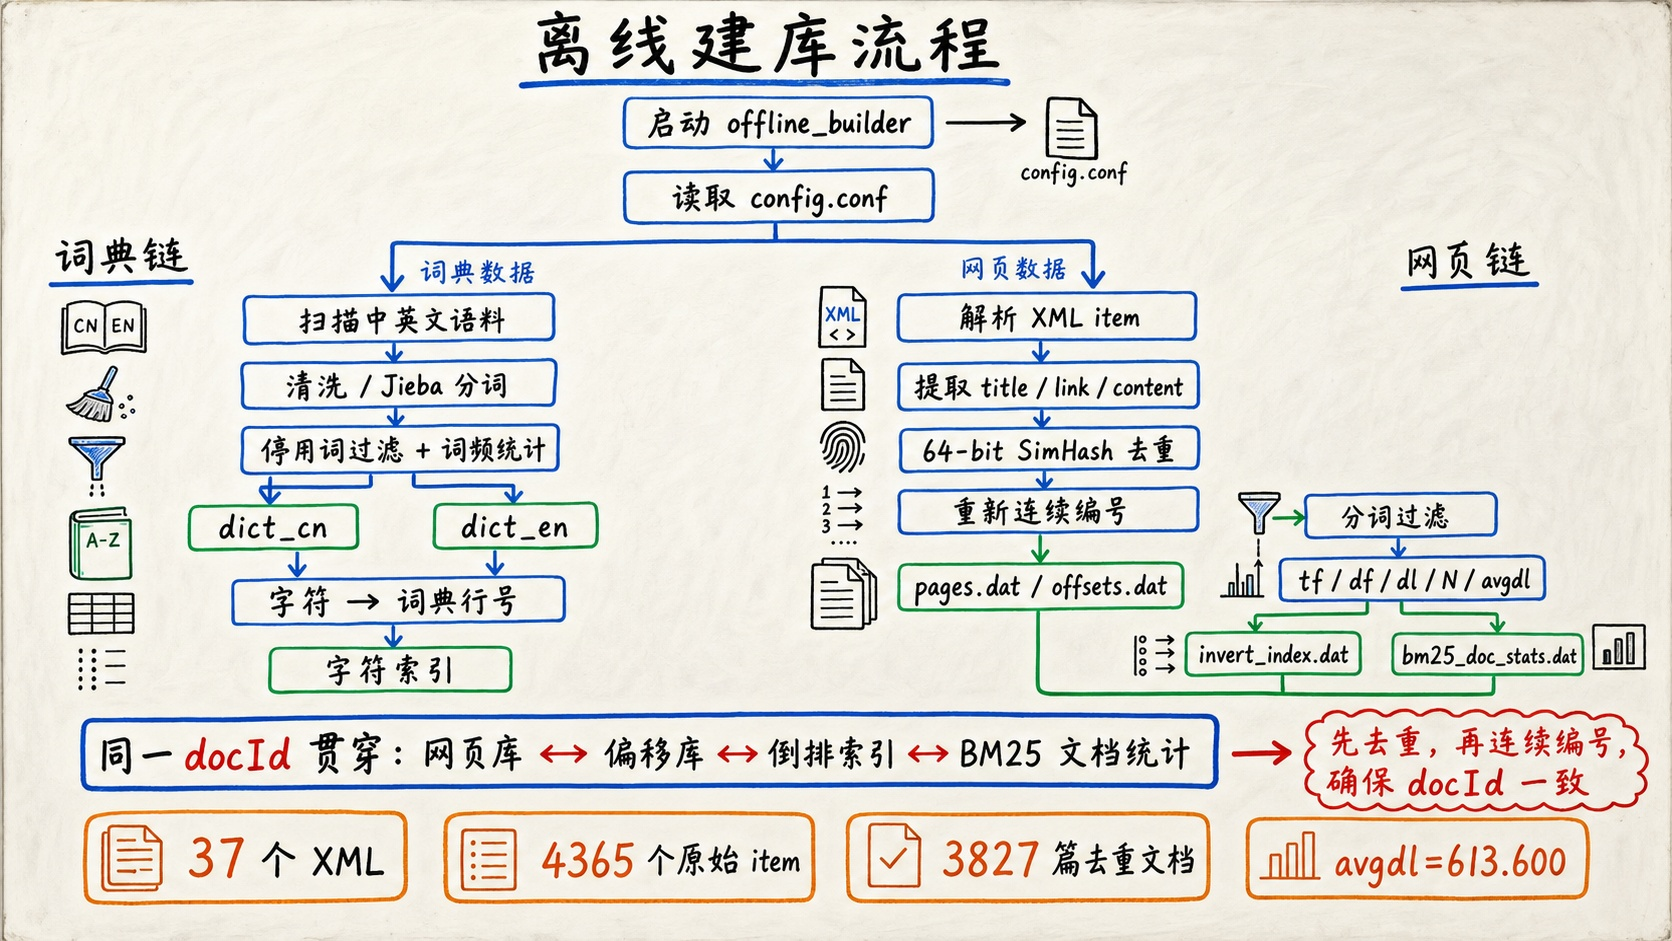 离线建库流程
启动 offline_builder
config.conf
读取 config.conf
词典链
网页链
词典数据
网页数据
CN EN
扫描中英文语料
清洗 / Jieba 分词
停用词过滤 + 词频统计
dict_cn
dict_en
A-Z
字符 → 词典行号
字符索引
XML
< >
解析 XML item
提取 title / link / content
64-bit SimHash 去重
1 →
2 →
3 →
....
重新连续编号
pages.dat / offsets.dat
分词过滤
tf / df / dl / N / avgdl
invert_index.dat
bm25_doc_stats.dat
同一 docId 贯穿：网页库 ↔ 偏移库 ↔ 倒排索引 ↔ BM25 文档统计
先去重，再连续编号，
确保 docId 一致
37 个 XML
4365 个原始 item
3827 篇去重文档
avgdl=613.600